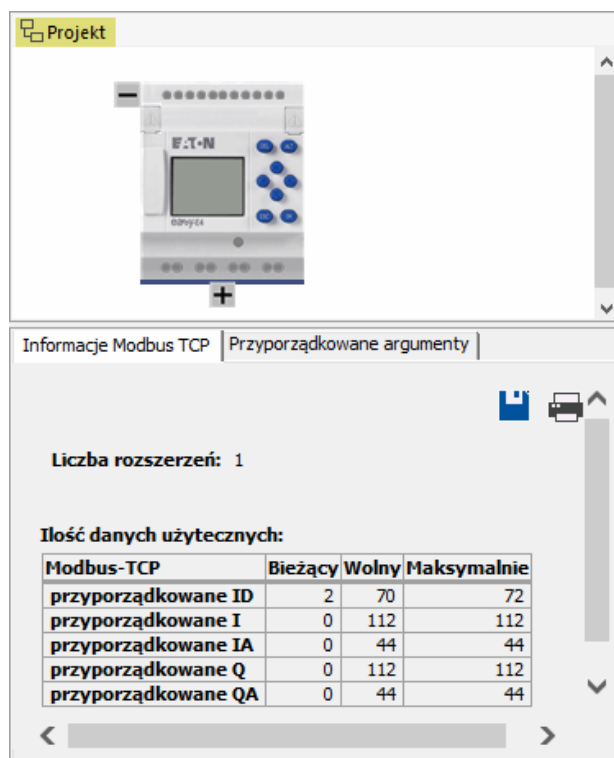 Projekt
EATON
easyE4
Informacje Modbus TCP Przyporządkowane argumenty
Liczba rozszerzeń: 1
Ilość danych użytecznych:
Modbus-TCP Bieżący Wolny Maksymalnie
przyporządkowane ID 2 70 72
przyporządkowane I 0 112 112
przyporządkowane IA 0 44 44
przyporządkowane Q 0 112 112
przyporządkowane QA 0 44 44